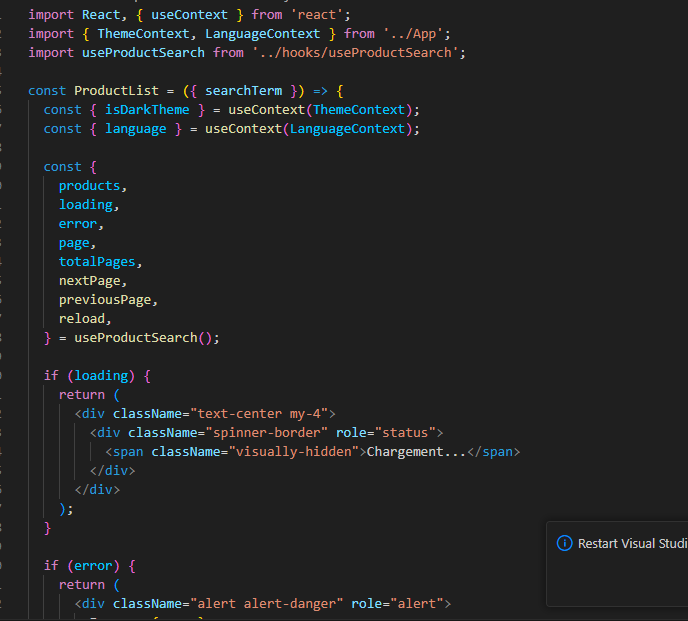 import React, { useContext } from 'react';
import { ThemeContext, LanguageContext } from '../App';
import useProductSearch from '../hooks/useProductSearch';
const ProductList = ({ searchTerm }) => {
const { isDarkTheme } = useContext(ThemeContext);
const { language } = useContext(LanguageContext);
const {
products,
loading,
error,
page,
totalPages,
nextPage,
previousPage,
reload,
} = useProductSearch();
if (loading) {
return (
<div className="text-center my-4">
<div className="spinner-border" role="status">
<span className="visually-hidden">Chargement...</span>
</div>
</div>
);
}
Restart Visual Studi
if (error) {
return (
<div className="alert alert-danger" role="alert">